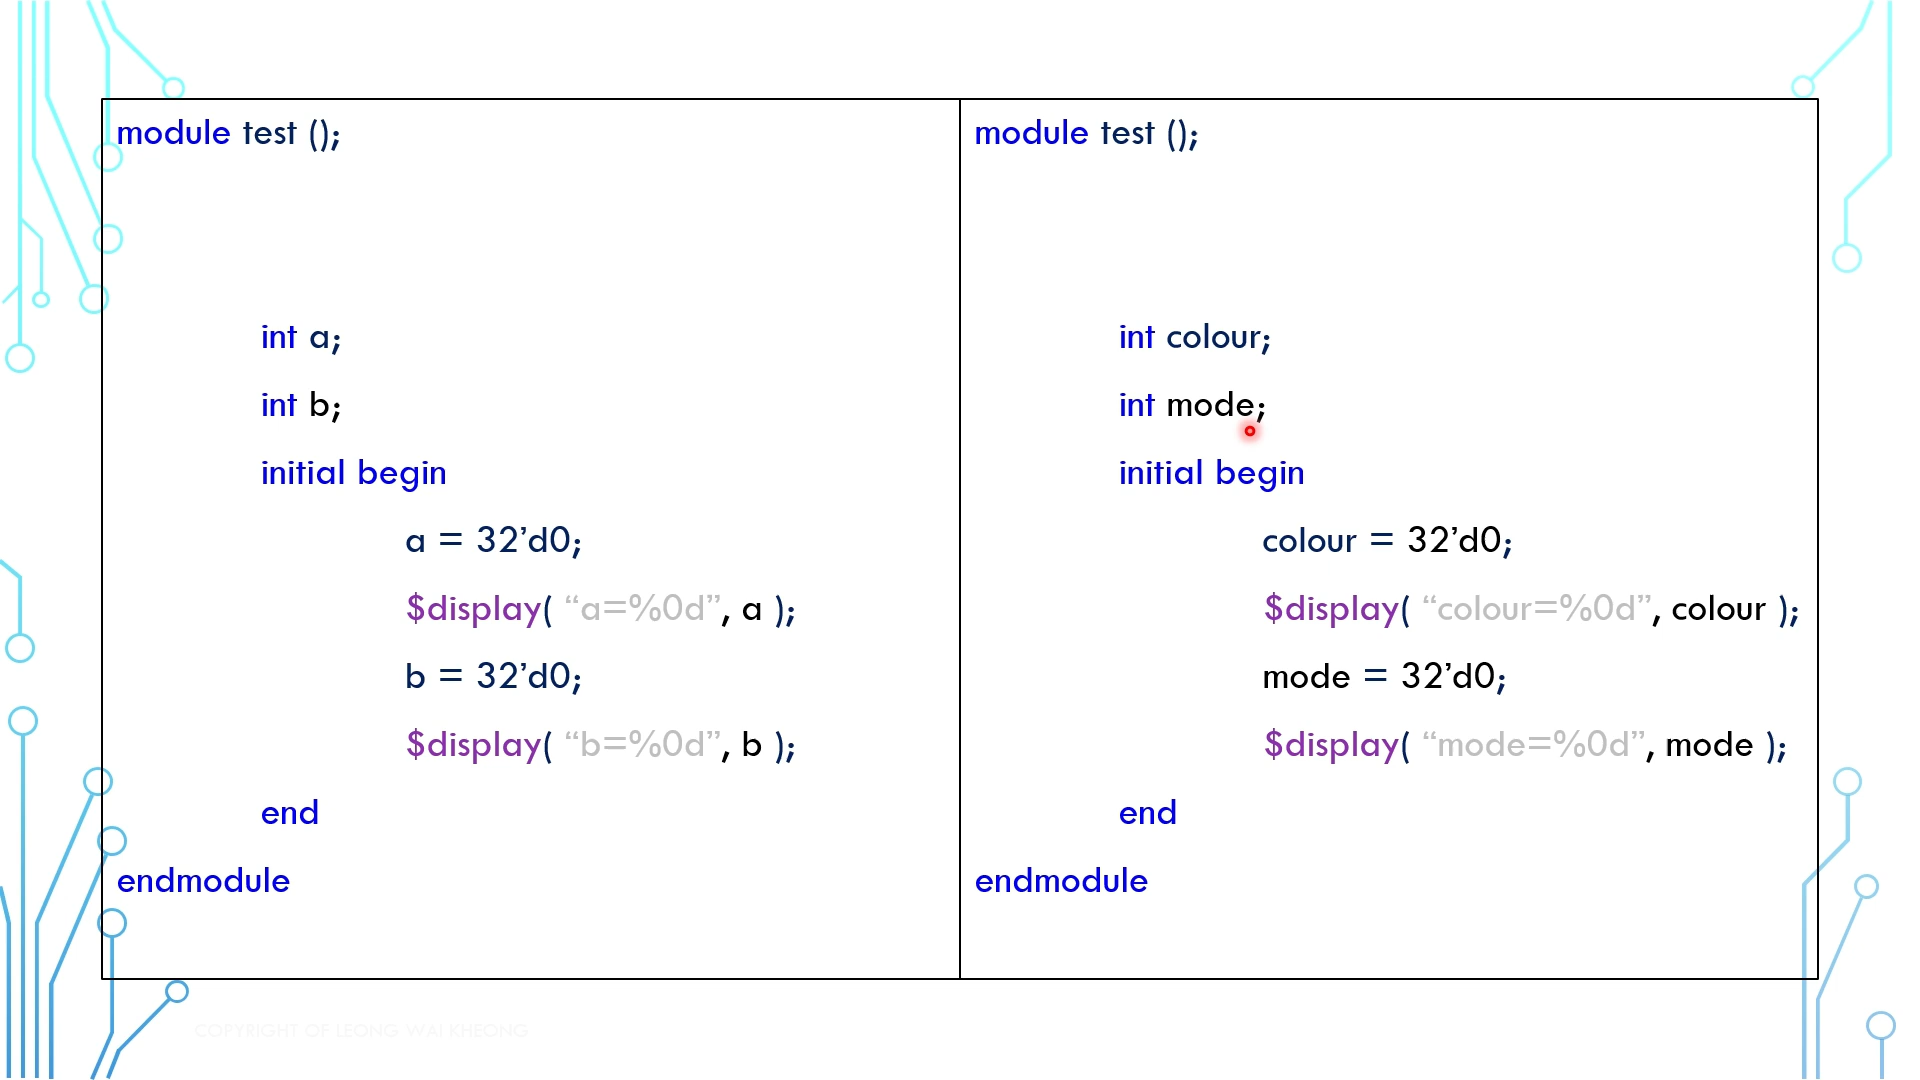 module test ();
int a;
int b;
initial begin
a = 32’d0;
$display( “a=%0d”, a );
b = 32’d0;
$display( “b=%0d”, b );
end
endmodule
module test ();
int colour;
int mode;
initial begin
colour = 32’d0;
$display( “colour=%0d”, colour );
mode = 32’d0;
$display( “mode=%0d”, mode );
end
endmodule
COPYRIGHT OF LEONG WAI KHEONG